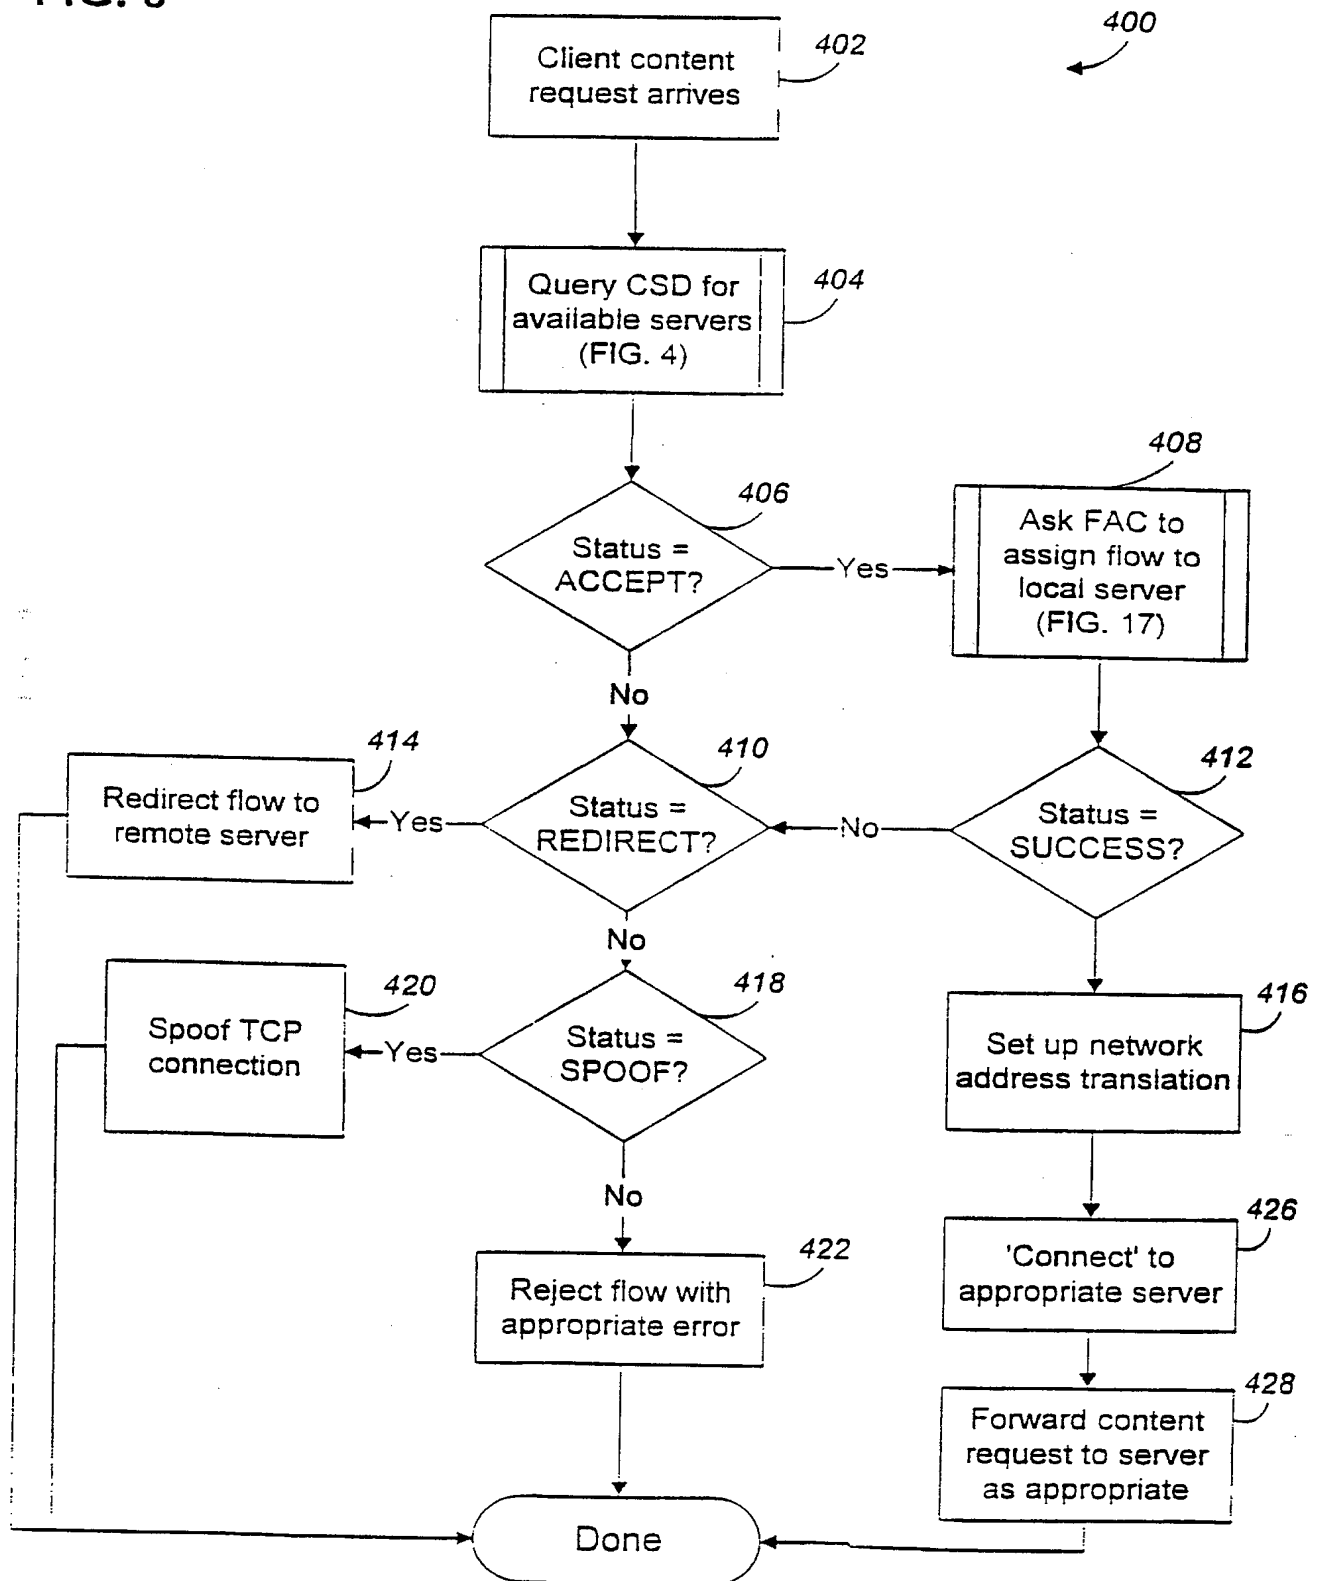 400
Client content
request arrives
402
Query CSD for
available servers
(FIG. 4)
404
406
Status =
ACCEPT?
Yes
408
Ask FAC to
assign flow to
local server
(FIG. 17)
No
414
Redirect flow to
remote server
Yes
410
Status =
REDIRECT?
No
412
Status =
SUCCESS?
No
420
Spoof TCP
connection
Yes
418
Status =
SPOOF?
416
Set up network
address translation
No
422
Reject flow with
appropriate error
426
'Connect' to
appropriate server
428
Forward content
request to server
as appropriate
Done